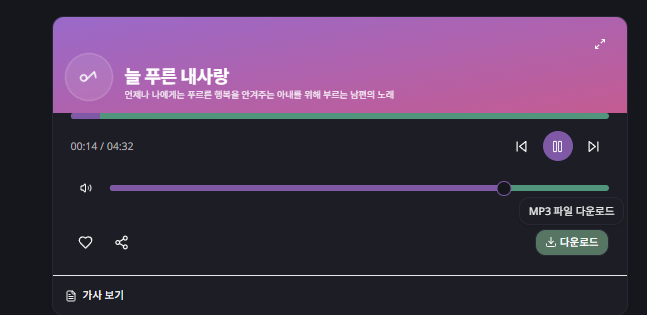 늘 푸른 내사랑
언제나 나에게는 푸르른 행복을 안겨주는 아내를 위해 부르는 남편의 노래
00:14 / 04:32
MP3 파일 다운로드
다운로드
가사 보기